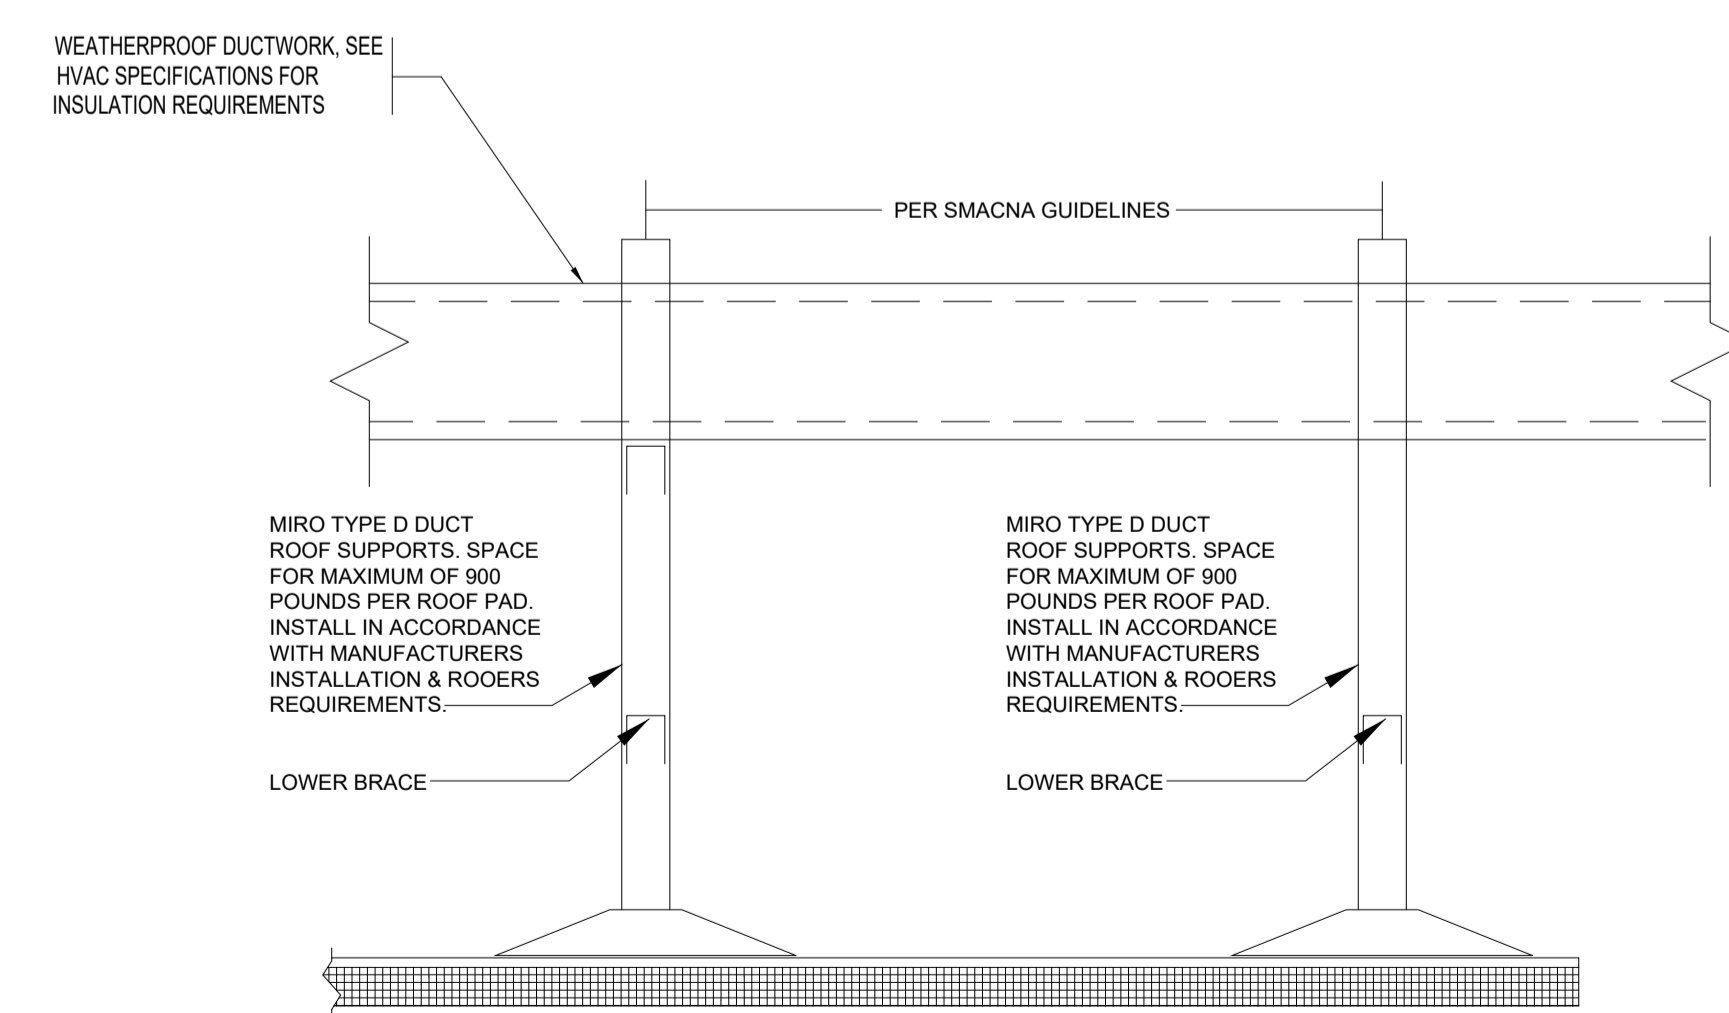 WEATHERPROOF DUCTWORK, SEE
HVAC SPECIFICATIONS FOR
INSULATION REQUIREMENTS
PER SMACNA GUIDELINES
MIRO TYPE D DUCT
ROOF SUPPORTS. SPACE
FOR MAXIMUM OF 900
POUNDS PER ROOF PAD.
INSTALL IN ACCORDANCE
WITH MANUFACTURERS
INSTALLATION & ROOERS
REQUIREMENTS.
LOWER BRACE
MIRO TYPE D DUCT
ROOF SUPPORTS. SPACE
FOR MAXIMUM OF 900
POUNDS PER ROOF PAD.
INSTALL IN ACCORDANCE
WITH MANUFACTURERS
INSTALLATION & ROOERS
REQUIREMENTS.
LOWER BRACE